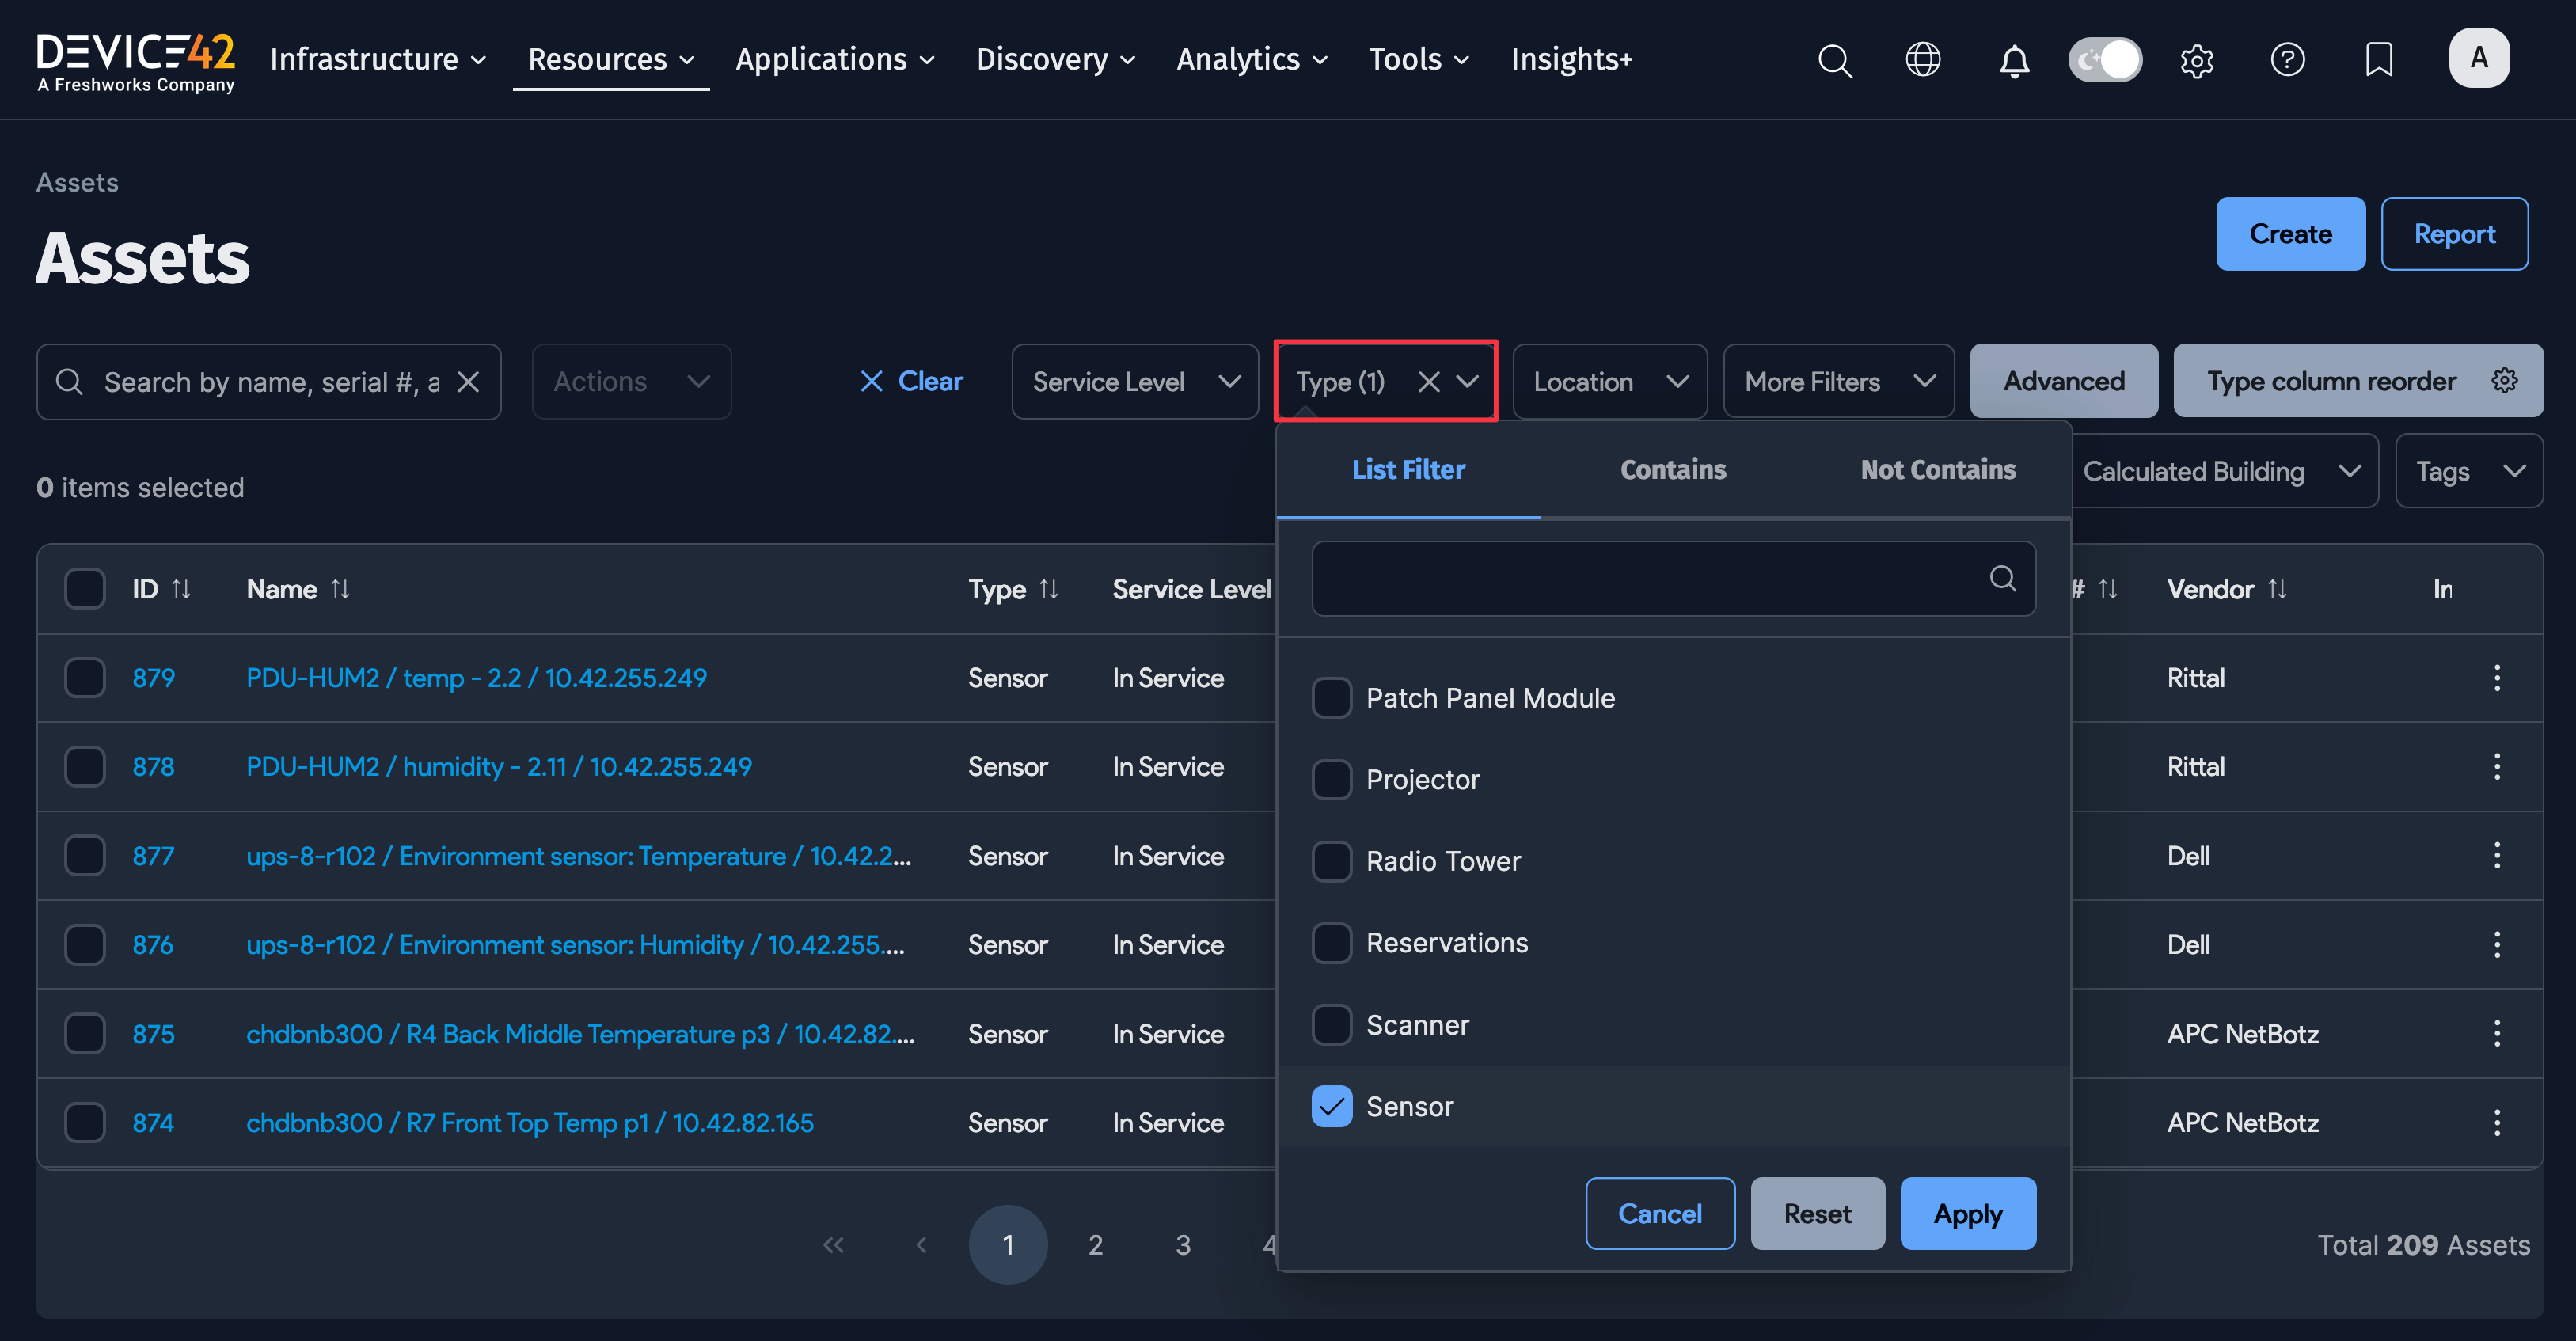 DEVICE42
A Freshworks Company
Infrastructure
Resources
Applications
Discovery
Analytics
Tools
Insights+
A
Assets
Assets
Create
Report
Search by name, serial #, a
Actions
Clear
Service Level
Type (1)
Location
More Filters
Advanced
Type column reorder
Calculated Building
Tags
0 items selected
List Filter
Contains
Not Contains
ID
Name
Type
Service Level
#
Vendor
In
879
PDU-HUM2 / temp - 2.2 / 10.42.255.249
Sensor
In Service
Rittal
878
PDU-HUM2 / humidity - 2.11 / 10.42.255.249
Sensor
In Service
Rittal
877
ups-8-r102 / Environment sensor: Temperature / 10.42.2...
Sensor
In Service
Dell
876
ups-8-r102 / Environment sensor: Humidity / 10.42.255....
Sensor
In Service
Dell
875
chdbnb300 / R4 Back Middle Temperature p3 / 10.42.82....
Sensor
In Service
APC NetBotz
874
chdbnb300 / R7 Front Top Temp p1 / 10.42.82.165
Sensor
In Service
APC NetBotz
Patch Panel Module
Projector
Radio Tower
Reservations
Scanner
Sensor
Cancel
Reset
Apply
1
2
3
4
Total 209 Assets